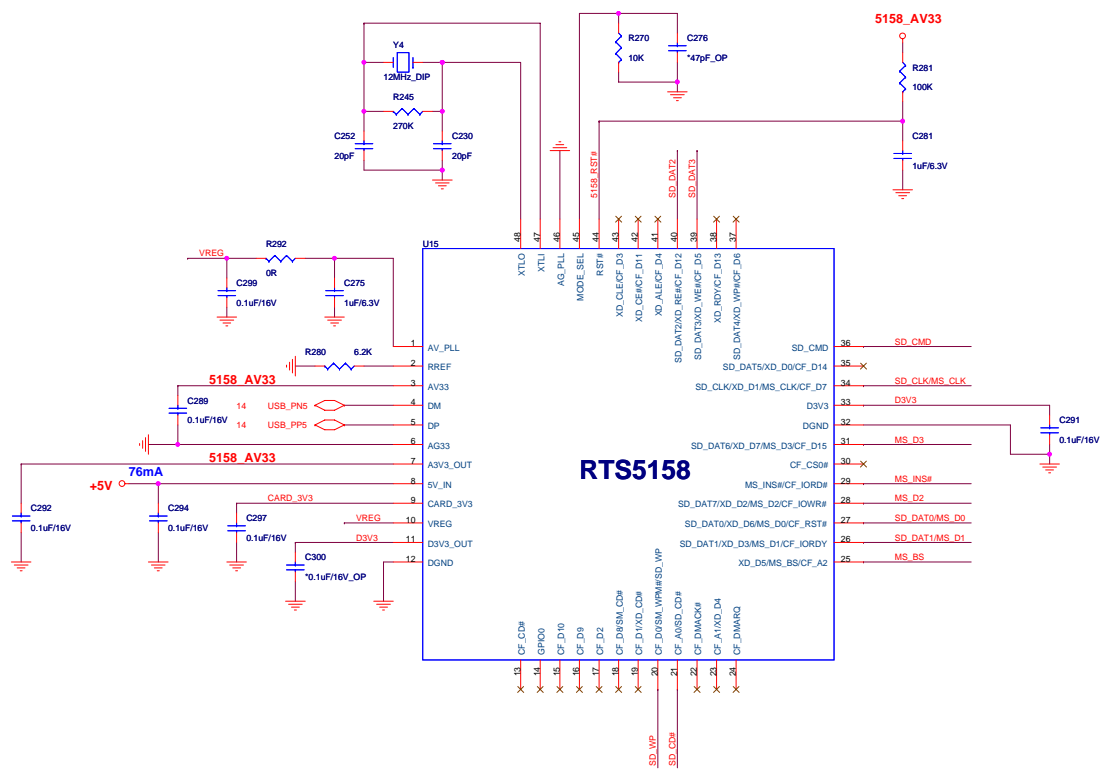 5158_AV33
R270
10K
C276
*47pF_OP
Y4
12MHz_DIP
R281
100K
R245
270K
C252
20pF
C230
20pF
C281
1uF/6.3V
5158_RST#
SD_DAT2
SD_DAT3
48
47
46
45
44
43
42
41
40
39
38
37
U15
XTLO
XTLI
AG_PLL
MODE_SEL
RST#
XD_CLE/CF_D3
XD_CE#/CF_D11
XD_ALE/CF_D4
SD_DAT2/XD_RE#/CF_D12
SD_DAT3/XD_WE#/CF_D5
XD_RDY/CF_D13
SD_DAT4/XD_WP#/CF_D6
VREG
R292
0R
C299
0.1uF/16V
C275
1uF/6.3V
1 AV_PLL
R280 6.2K
2 RREF
5158_AV33
3 AV33
C289
0.1uF/16V
14 USB_PN5
4 DM
14 USB_PP5
5 DP
6 AG33
5158_AV33
7 A3V3_OUT
76mA
+5V
8 5V_IN
CARD_3V3
9 CARD_3V3
VREG
10 VREG
D3V3
11 D3V3_OUT
12 DGND
C292
0.1uF/16V
C294
0.1uF/16V
C297
0.1uF/16V
C300
*0.1uF/16V_OP
RTS5158
SD_CMD 36 SD_CMD
SD_DAT5/XD_D0/CF_D14 35
SD_CLK/XD_D1/MS_CLK/CF_D7 34 SD_CLK/MS_CLK
D3V3 33 D3V3
DGND 32
C291
0.1uF/16V
SD_DAT6/XD_D7/MS_D3/CF_D15 31 MS_D3
CF_CS0# 30
MS_INS#/CF_IORD# 29 MS_INS#
SD_DAT7/XD_D2/MS_D2/CF_IOWR# 28 MS_D2
SD_DAT0/XD_D6/MS_D0/CF_RST# 27 SD_DAT0/MS_D0
SD_DAT1/XD_D3/MS_D1/CF_IORDY 26 SD_DAT1/MS_D1
XD_D5/MS_BS/CF_A2 25 MS_BS
CF_CD#
GPIO0
CF_D10
CF_D9
CF_D2
CF_D8/SM_CD#
CF_D1/XD_CD#
CF_D0/SM_WPM#/SD_WP
CF_A0/SD_CD#
CF_DMACK#
CF_A1/XD_D4
CF_DMARQ
13
14
15
16
17
18
19
20
21
22
23
24
SD_WP
SD_CD#